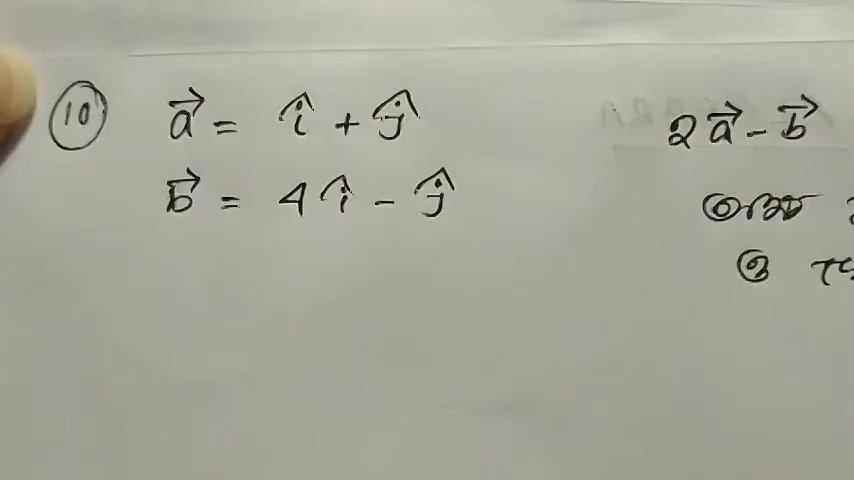 (10) a⃗ = î + ĵ 2a⃗ - b⃗
b⃗ = 4î - ĵ